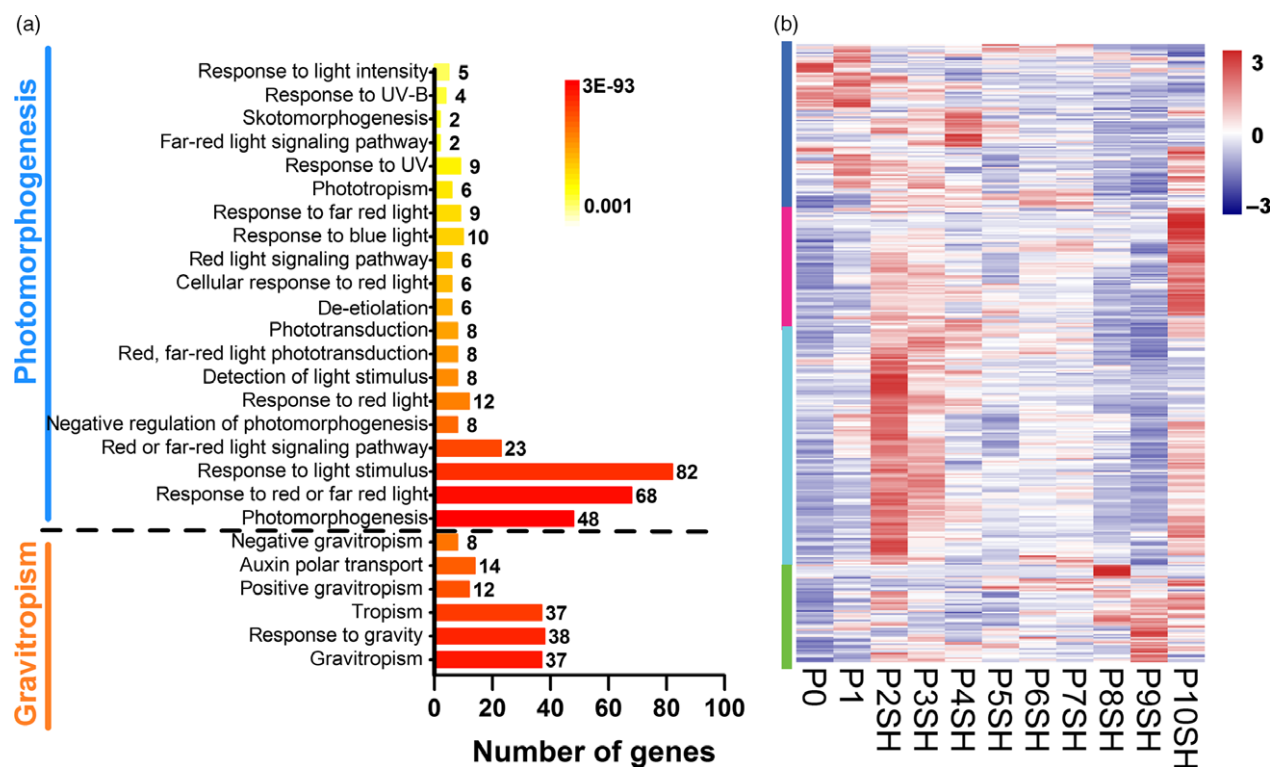 (a)
Photomorphogenesis
Response to light intensity 5
Response to UV-B 4
Skotomorphogenesis 2
Far-red light signaling pathway 2
Response to UV 9
Phototropism 6
Response to far red light 9
Response to blue light 10
Red light signaling pathway 6
Cellular response to red light 6
De-etiolation 6
Phototransduction 8
Red, far-red light phototransduction 8
Detection of light stimulus 8
Response to red light 12
Negative regulation of photomorphogenesis 8
Red or far-red light signaling pathway 23
Response to light stimulus 82
Response to red or far red light 68
Photomorphogenesis 48
Gravitropism
Negative gravitropism 8
Auxin polar transport 14
Positive gravitropism 12
Tropism 37
Response to gravity 38
Gravitropism 37
0 20 40 60 80 100
Number of genes
3E-93
0.001
(b)
3
0
−3
P0 P1 P2SH P3SH P4SH P5SH P6SH P7SH P8SH P9SH P10SH